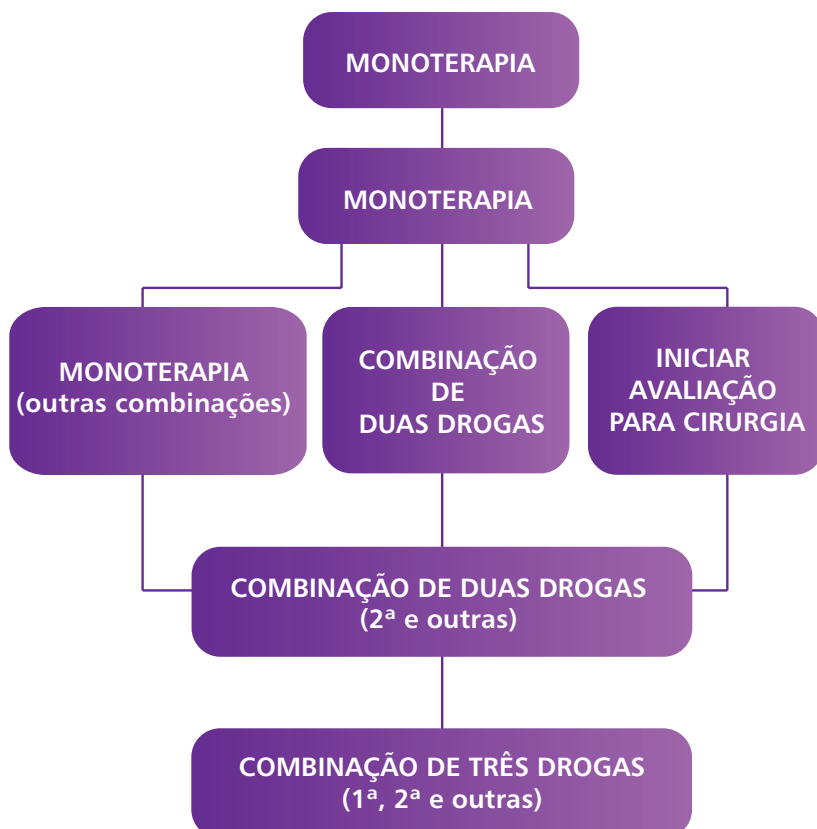 MONOTERAPIA
MONOTERAPIA
MONOTERAPIA
(outras combinações)
COMBINAÇÃO
DE
DUAS DROGAS
INICIAR
AVALIAÇÃO
PARA CIRURGIA
COMBINAÇÃO DE DUAS DROGAS
(2ª e outras)
COMBINAÇÃO DE TRÊS DROGAS
(1ª, 2ª e outras)